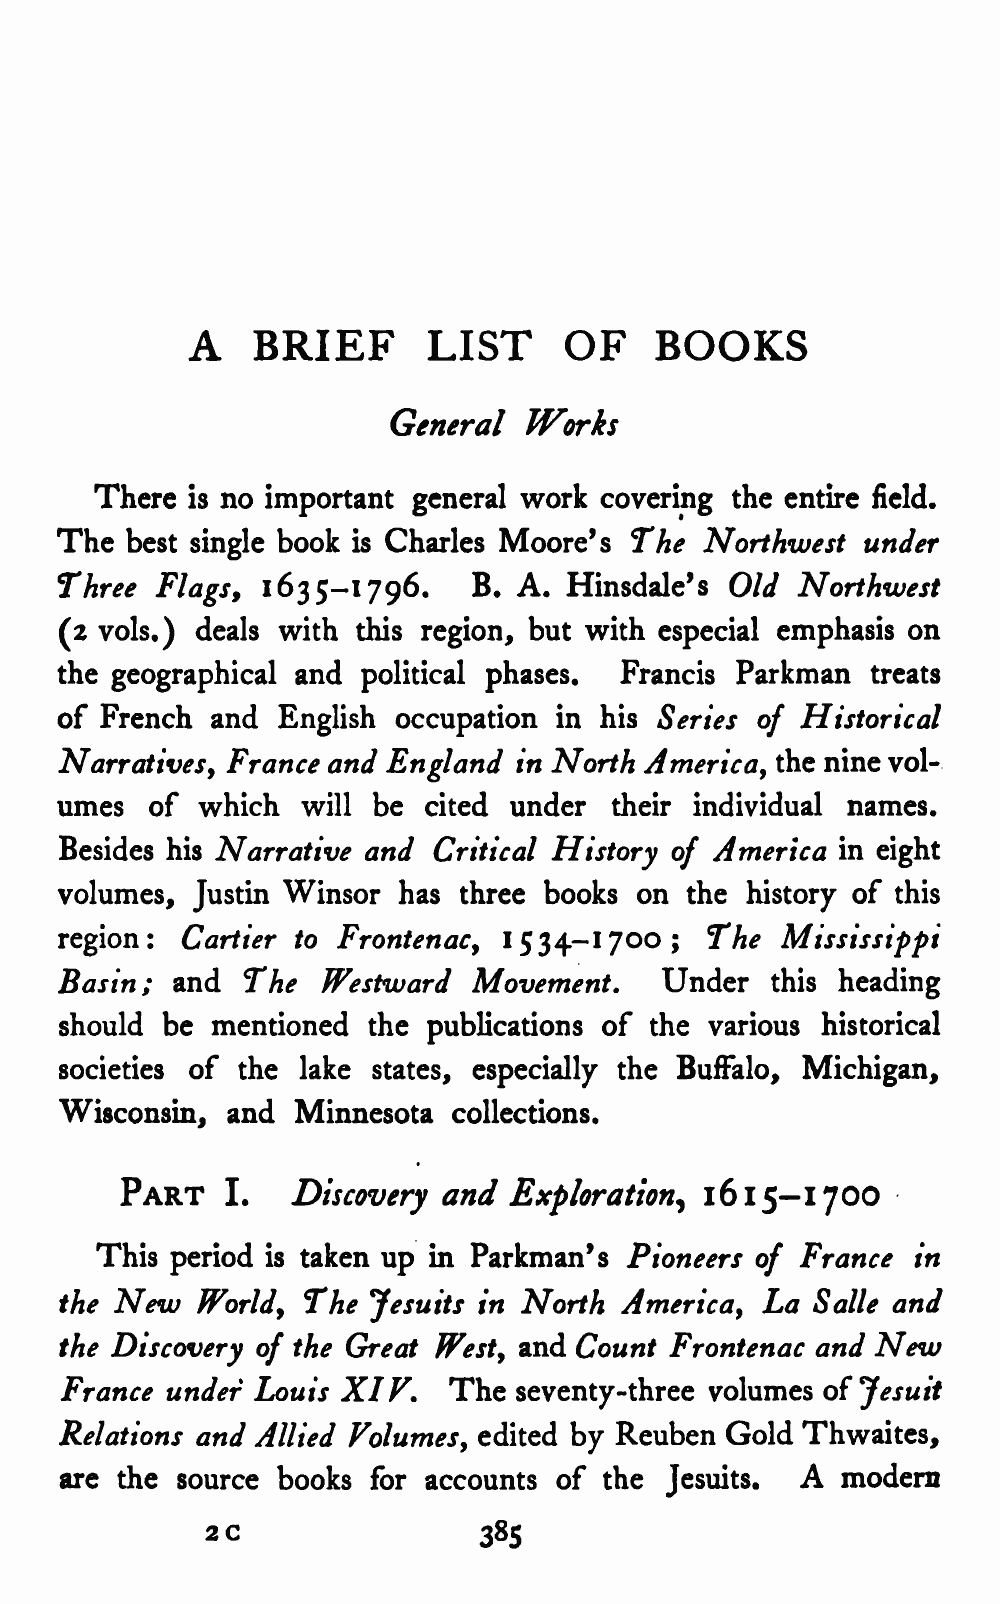 A BRIEF LIST OF BOOKS
General Works
There is no important general work covering the entire field.
The best single book is Charles Moore's The Northwest under
Three Flags, 1635–1796. B. A. Hinsdale's Old Northwest
(2 vols.) deals with this region, but with especial emphasis on
the geographical and political phases. Francis Parkman treats
of French and English occupation in his Series of Historical
Narratives, France and England in North America, the nine vol-
umes of which will be cited under their individual names.
Besides his Narrative and Critical History of America in eight
volumes, Justin Winsor has three books on the history of this
region: Cartier to Frontenac, 1534–1700; The Mississippi
Basin; and The Westward Movement. Under this heading
should be mentioned the publications of the various historical
societies of the lake states, especially the Buffalo, Michigan,
Wisconsin, and Minnesota collections.
PART I. Discovery and Exploration, 1615–1700
This period is taken up in Parkman's Pioneers of France in
the New World, The Jesuits in North America, La Salle and
the Discovery of the Great West, and Count Frontenac and New
France under Louis XIV. The seventy-three volumes of Jesuit
Relations and Allied Volumes, edited by Reuben Gold Thwaites,
are the source books for accounts of the Jesuits. A modern
2 C 385